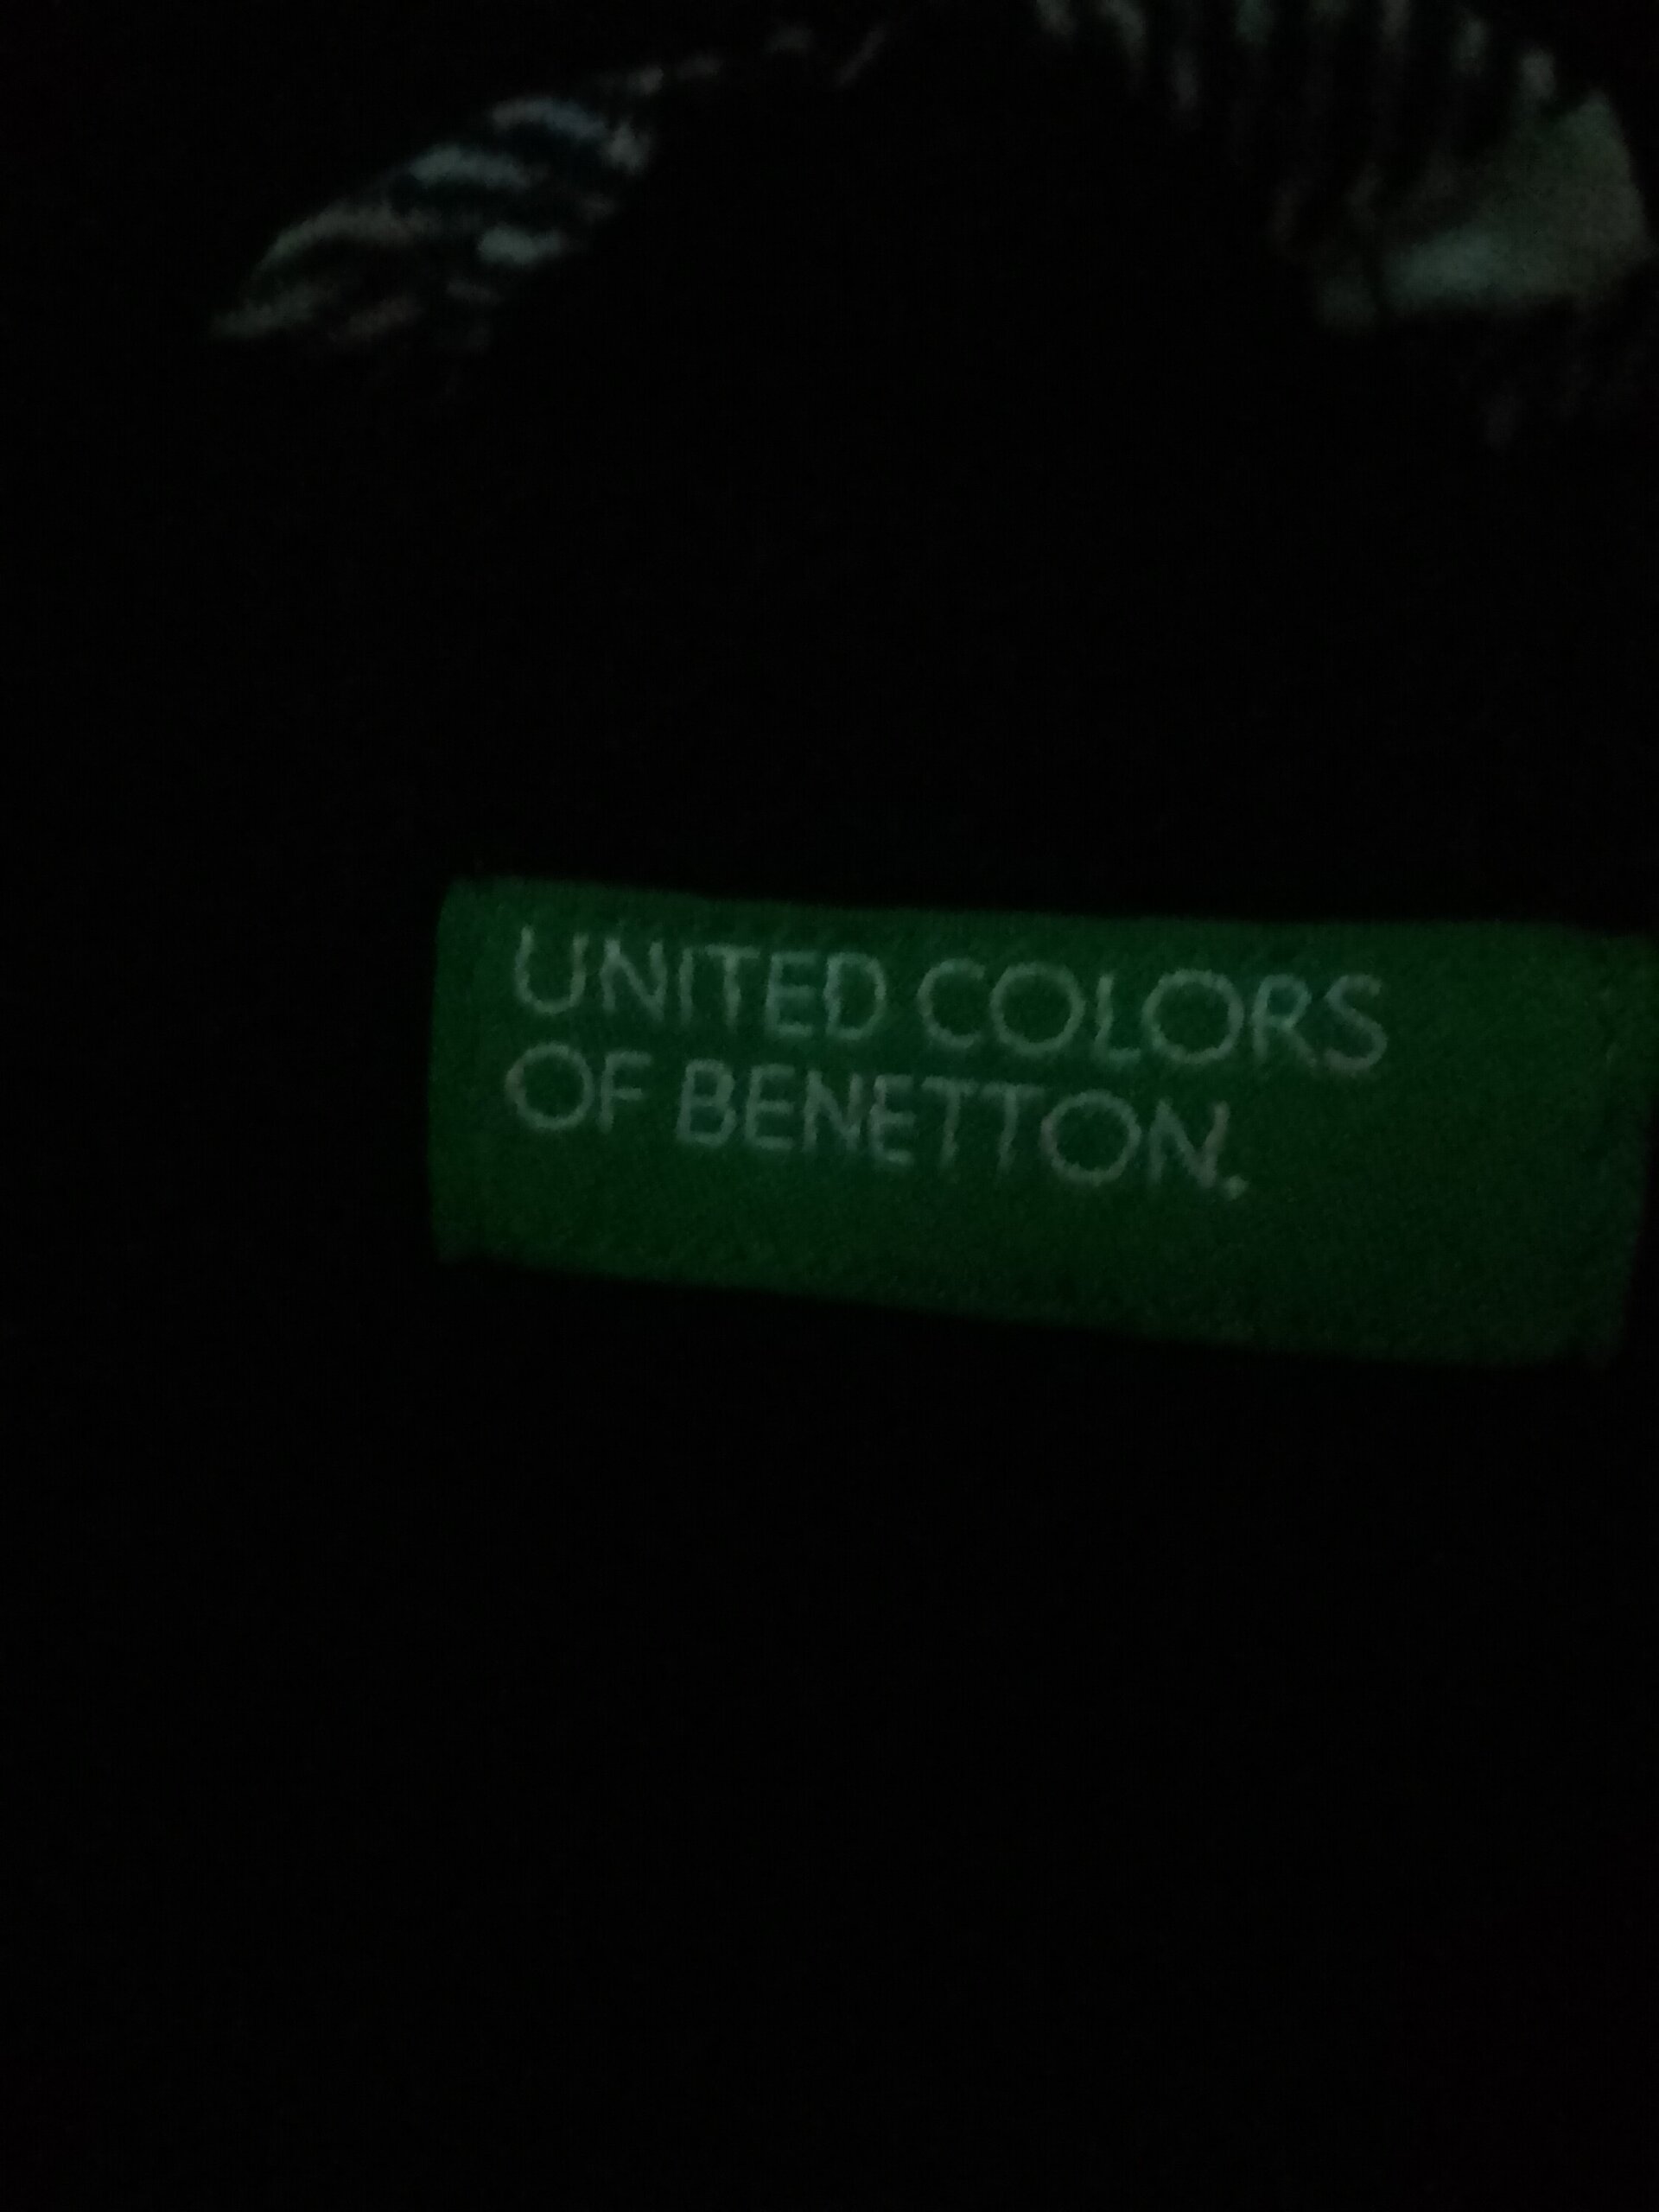 UNITED COLORS
OF BENETTON.